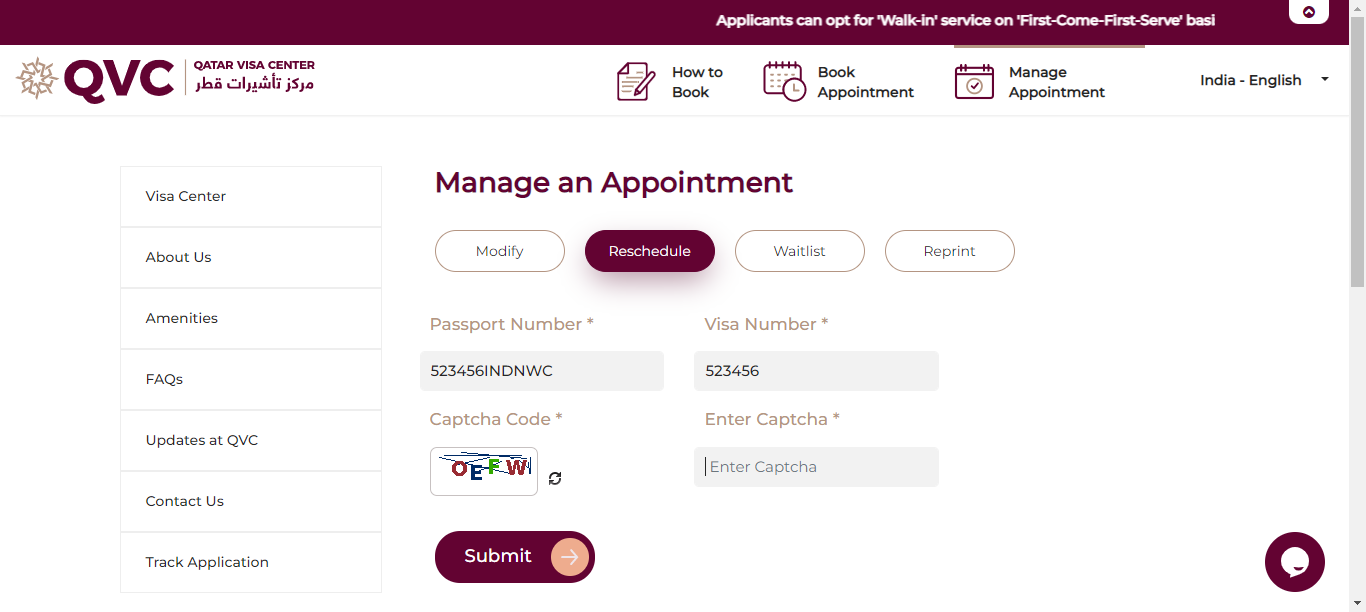 Applicants can opt for 'Walk-in' service on 'First-Come-First-Serve' basi
QVC
QATAR VISA CENTER
مركز تأشيرات قطر
How to
Book
Book
Appointment
Manage
Appointment
India - English
Visa Center
About Us
Amenities
FAQs
Updates at QVC
Contact Us
Track Application
Manage an Appointment
Modify
Reschedule
Waitlist
Reprint
Passport Number *
Visa Number *
523456INDNWC
523456
Captcha Code *
Enter Captcha *
Enter Captcha
Submit